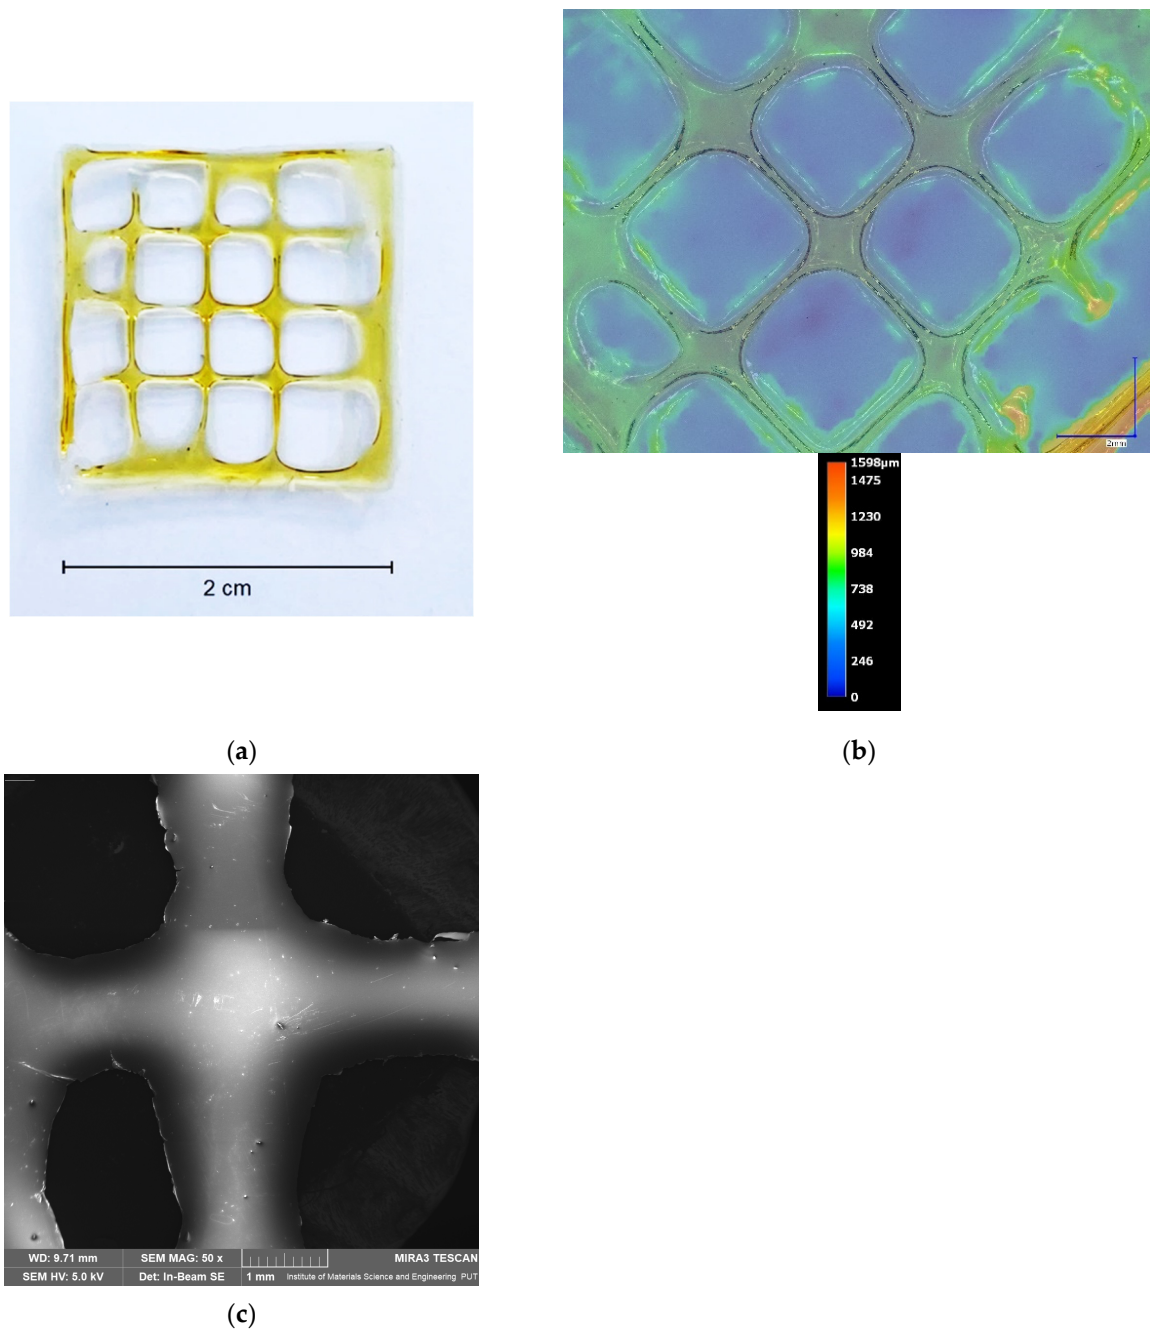 2 cm
2mm
1598µm
1475
1230
984
738
492
246
0
(a)
(b)
WD: 9.71 mm
SEM MAG: 50 x
MIRA3 TESCAN
SEM HV: 5.0 kV
Det: In-Beam SE
1 mm
Institute of Materials Science and Engineering PUT
(c)